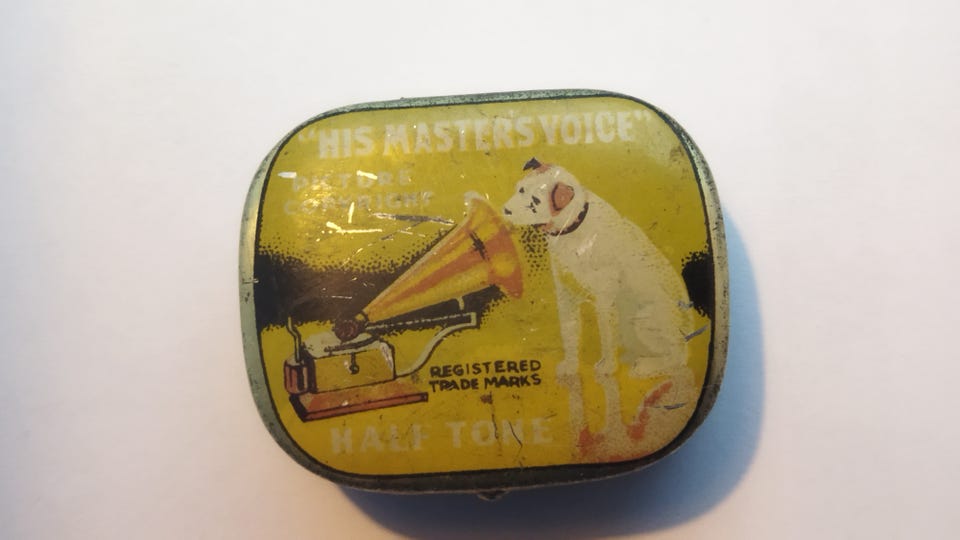 "HIS MASTER'S VOICE"
PICTURE
COPYRIGHT
REGISTERED
TRADE MARKS
HALF TONE